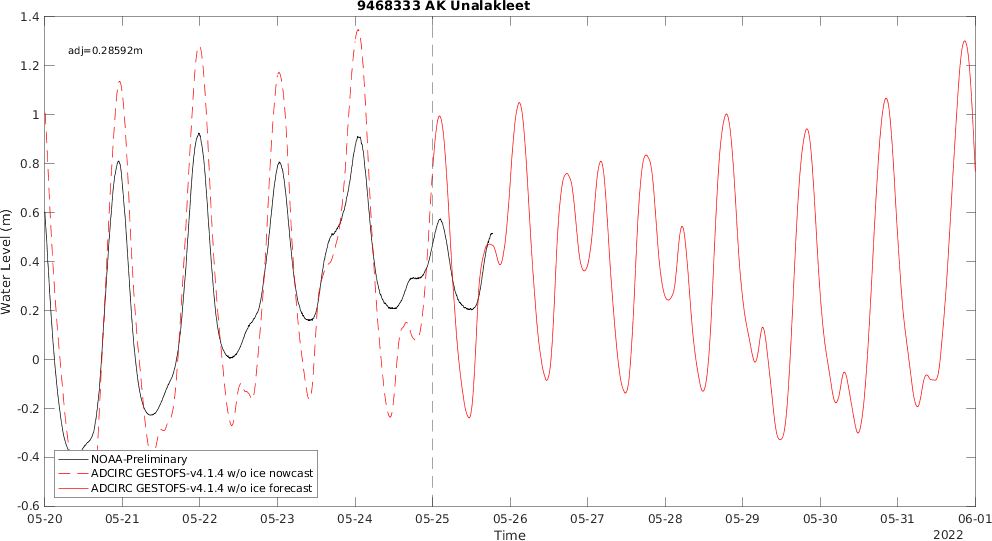 9468333 AK Unalakleet
adj=0.28592m
Water Level (m)
1.4
1.2
1
0.8
0.6
0.4
0.2
0
-0.2
-0.4
-0.6
NOAA-Preliminary
ADCIRC GESTOFS-v4.1.4 w/o ice nowcast
ADCIRC GESTOFS-v4.1.4 w/o ice forecast
05-20 05-21 05-22 05-23 05-24 05-25 05-26 05-27 05-28 05-29 05-30 05-31 06-01
Time
2022